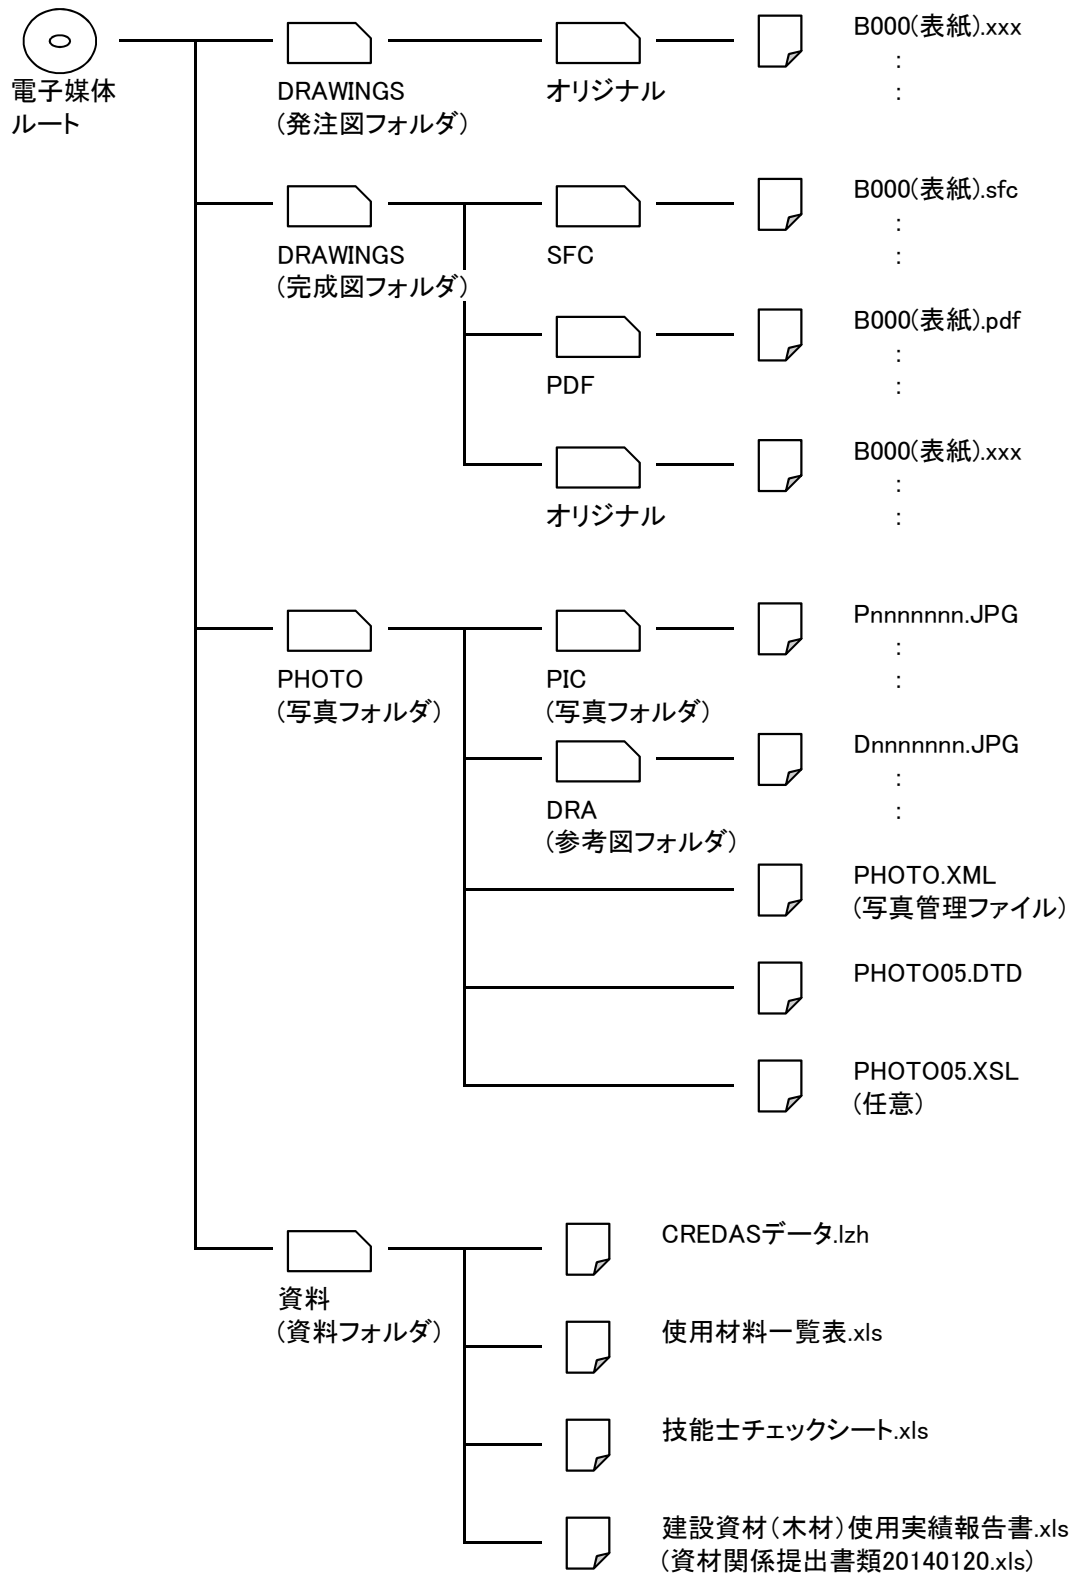 電子媒体
ルート
DRAWINGS
(発注図フォルダ)
オリジナル
B000(表紙).xxx
:
:
DRAWINGS
(完成図フォルダ)
SFC
B000(表紙).sfc
:
:
PDF
B000(表紙).pdf
:
:
オリジナル
B000(表紙).xxx
:
:
PHOTO
(写真フォルダ)
PIC
(写真フォルダ)
Pnnnnnnn.JPG
:
:
DRA
(参考図フォルダ)
Dnnnnnnn.JPG
:
:
PHOTO.XML
(写真管理ファイル)
PHOTO05.DTD
PHOTO05.XSL
(任意)
資料
(資料フォルダ)
CREDASデータ.lzh
使用材料一覧表.xls
技能士チェックシート.xls
建設資材(木材)使用実績報告書.xls
(資材関係提出書類20140120.xls)